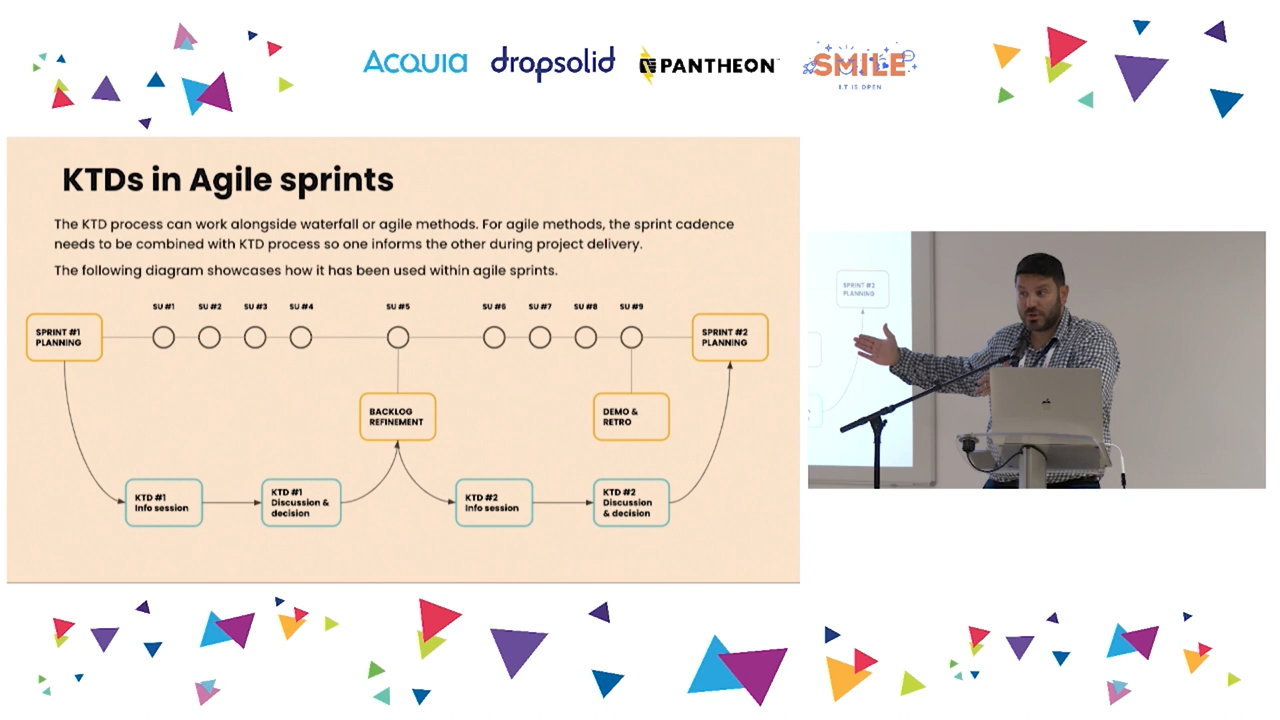 Acquia dropsolid PANTHEON SMILE
I.T IS OPEN
KTDs in Agile sprints
The KTD process can work alongside waterfall or agile methods. For agile methods, the sprint cadence
needs to be combined with KTD process so one informs the other during project delivery.
The following diagram showcases how it has been used within agile sprints.
SU #1 SU #2 SU #3 SU #4 SU #5 SU #6 SU #7 SU #8 SU #9
SPRINT #1
PLANNING
SPRINT #2
PLANNING
BACKLOG
REFINEMENT
DEMO &
RETRO
KTD #1
Info session
KTD #1
Discussion &
decision
KTD #2
Info session
KTD #2
Discussion
& decision
SPRINT #2
PLANNING